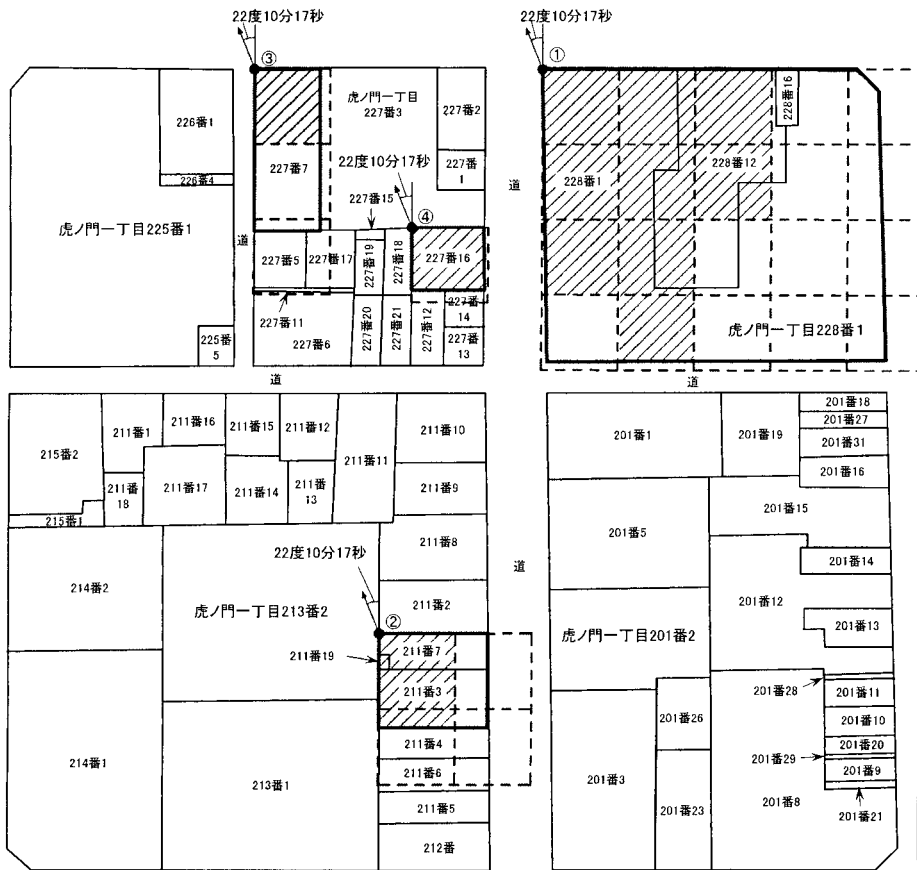 22度10分17秒
③
22度10分17秒
①
226番1
226番4
虎ノ門一丁目225番1
225番
5
道
虎ノ門一丁目
227番3
227番2
227番
1
227番7
22度10分17秒
227番15
④
227番5
227番17
227番19
227番18
227番16
227番11
227番6
227番20
227番21
227番12
227番
14
227番
13
道
道
228番16
228番12
228番1
虎ノ門一丁目228番1
道
215番2
211番1
211番16
211番15
211番12
211番11
211番10
211番
18
211番17
211番14
211番
13
211番9
215番1
211番8
22度10分17秒
214番2
虎ノ門一丁目213番2
②
211番2
211番19
211番7
211番3
211番4
211番6
211番5
212番
214番1
213番1
道
201番1
201番19
201番18
201番27
201番31
201番16
201番5
201番15
201番14
201番12
201番13
虎ノ門一丁目201番2
201番28
201番11
201番10
201番20
201番29
201番9
201番21
201番26
201番3
201番23
201番8